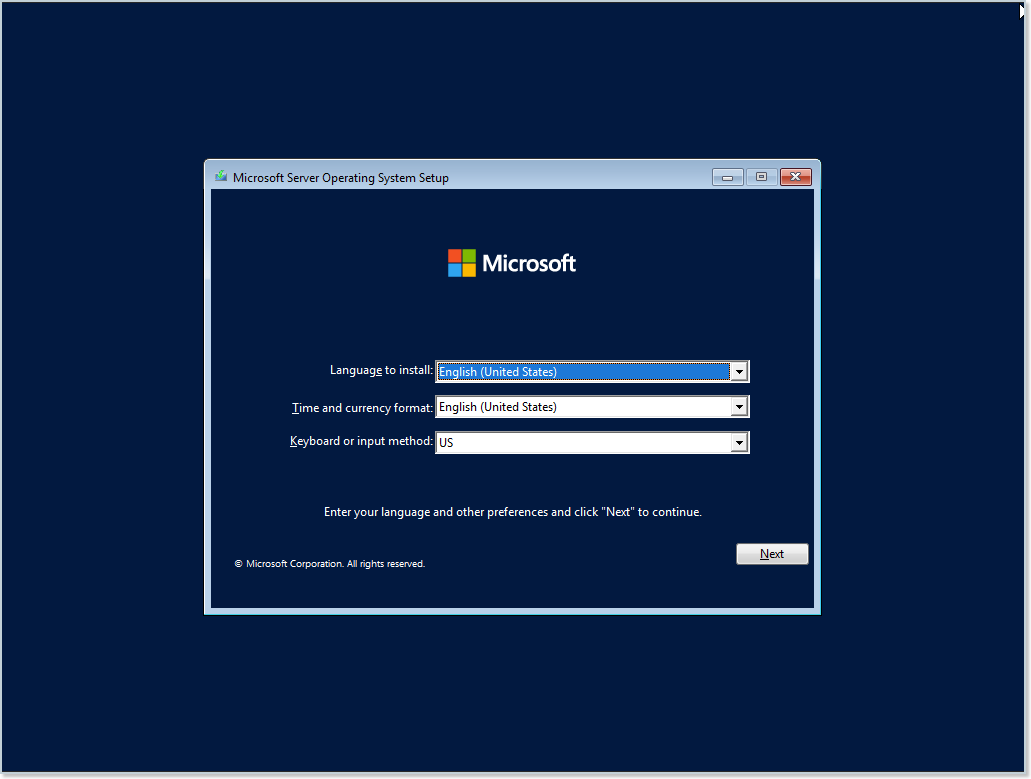 Microsoft Server Operating System Setup
Microsoft
Language to install: English (United States)
Time and currency format: English (United States)
Keyboard or input method: US
Enter your language and other preferences and click "Next" to continue.
Next
© Microsoft Corporation. All rights reserved.